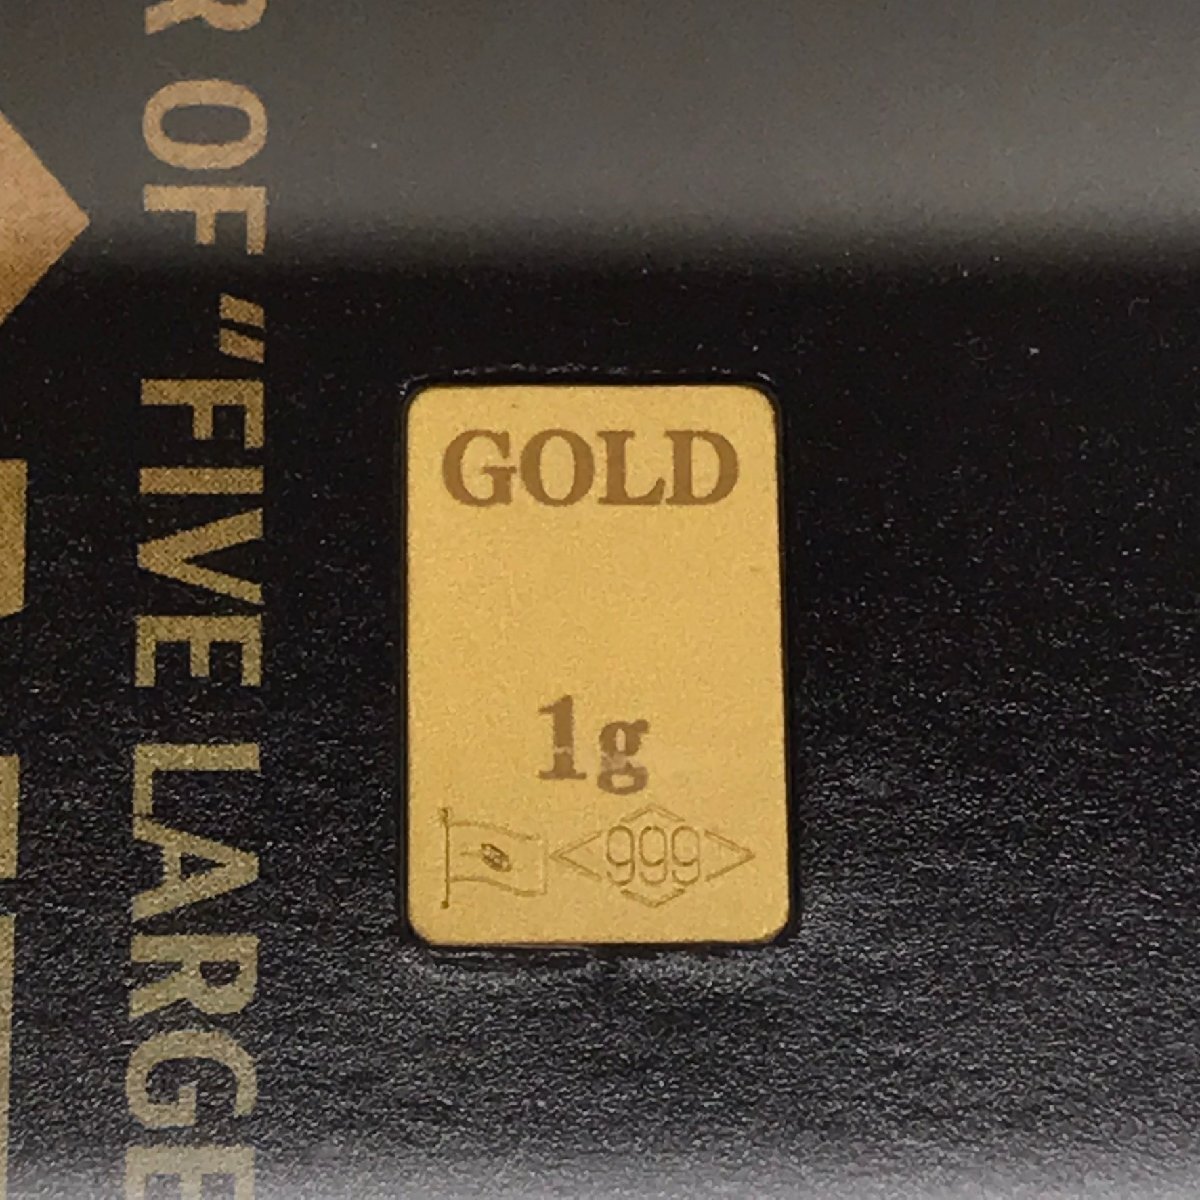 R OF "FIVE LARGE
GOLD
1g
999